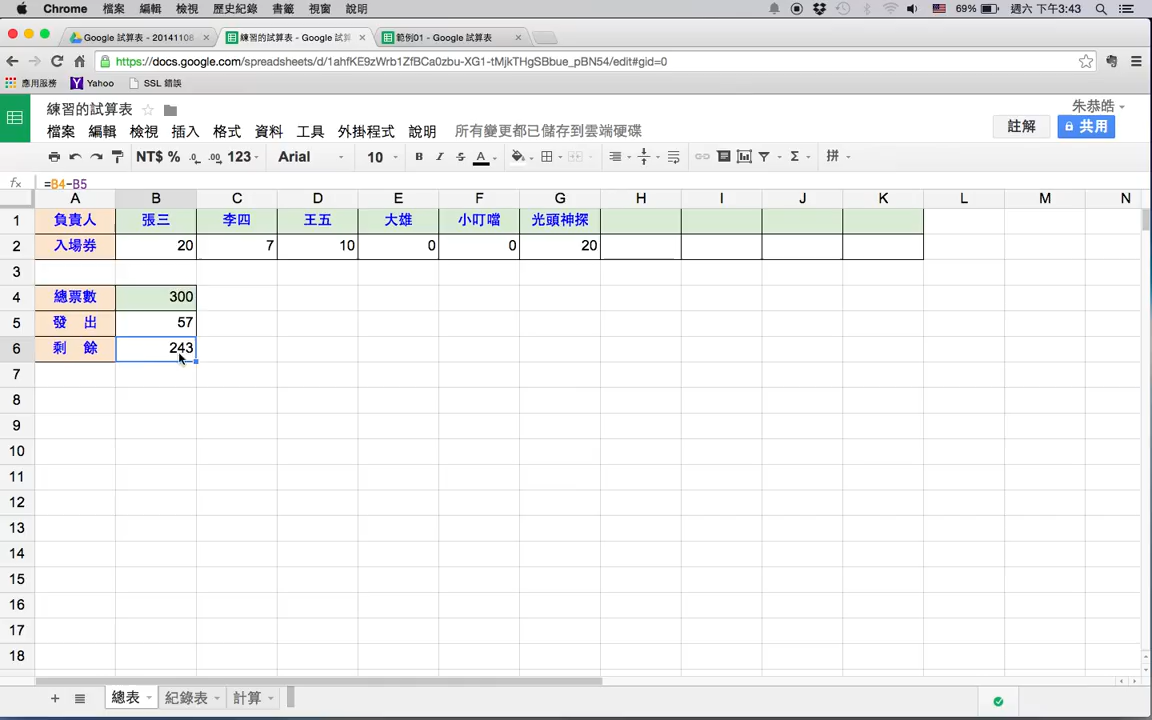 Chrome 檔案 編輯 檢視 歷史紀錄 書籤 視窗 說明 69% 週六 下午3:43
Google 試算表 - 20141108 練習的試算表 - Google 試 範例01 - Google 試算表
https://docs.google.com/spreadsheets/d/1ahfKE9zWrb1ZfBCa0zbu-XG1-tMjkTHgSBbue_pBN54/edit#gid=0
應用服務 Yahoo SSL 錯誤
練習的試算表 朱恭皓
檔案 編輯 檢視 插入 格式 資料 工具 外掛程式 說明 所有變更都已儲存到雲端硬碟 註解 共用
NT$ % .0 .00 123 Arial 10 B I S A Σ 拼
fx =B4-B5
A B C D E F G H I J K L M N
1 負責人 張三 李四 王五 大雄 小叮噹 光頭神探
2 入場券 20 7 10 0 0 20
3
4 總票數 300
5 發 出 57
6 剩 餘 243
7
8
9
10
11
12
13
14
15
16
17
18
+ 總表 紀錄表 計算